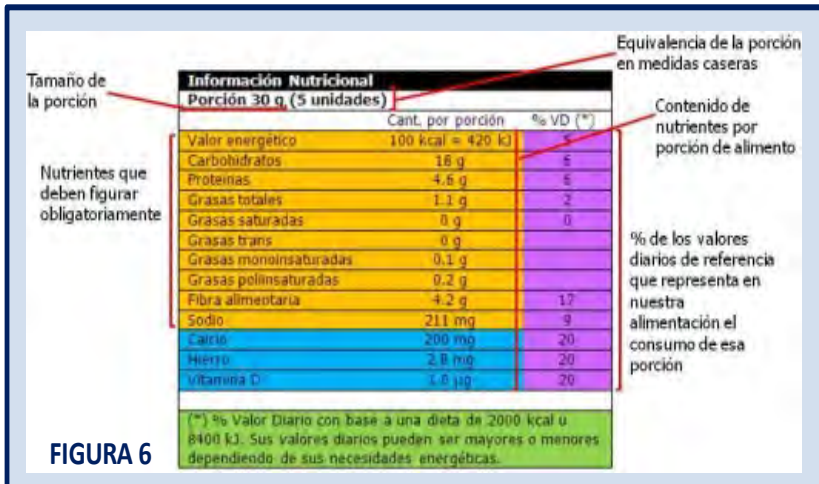 Equivalencia de la porción
en medidas caseras
Tamaño de
la porción
Información Nutricional
Porción 30 g (5 unidades)
Cant. por porción % VD (*)
Contenido de
nutrientes por
porción de alimento
Nutrientes que
deben figurar
obligatoriamente
Valor energético 100 kcal = 420 kJ 5
Carbohidratos 18 g 6
Proteínas 4.6 g 6
Grasas totales 1.1 g 2
Grasas saturadas 0 g 0
Grasas trans 0 g
Grasas monoinsaturadas 0.1 g
Grasas poliinsaturadas 0.2 g
Fibra alimentaria 4.2 g 17
Sodio 211 mg 9
Calcio 200 mg 20
Hierro 2.8 mg 20
Vitamina D 1.0 µg 20
% de los valores
diarios de referencia
que representa en
nuestra
alimentación el
consumo de esa
porción
(*) % Valor Diario con base a una dieta de 2000 kcal u
8400 kJ. Sus valores diarios pueden ser mayores o menores
dependiendo de sus necesidades energéticas.
FIGURA 6